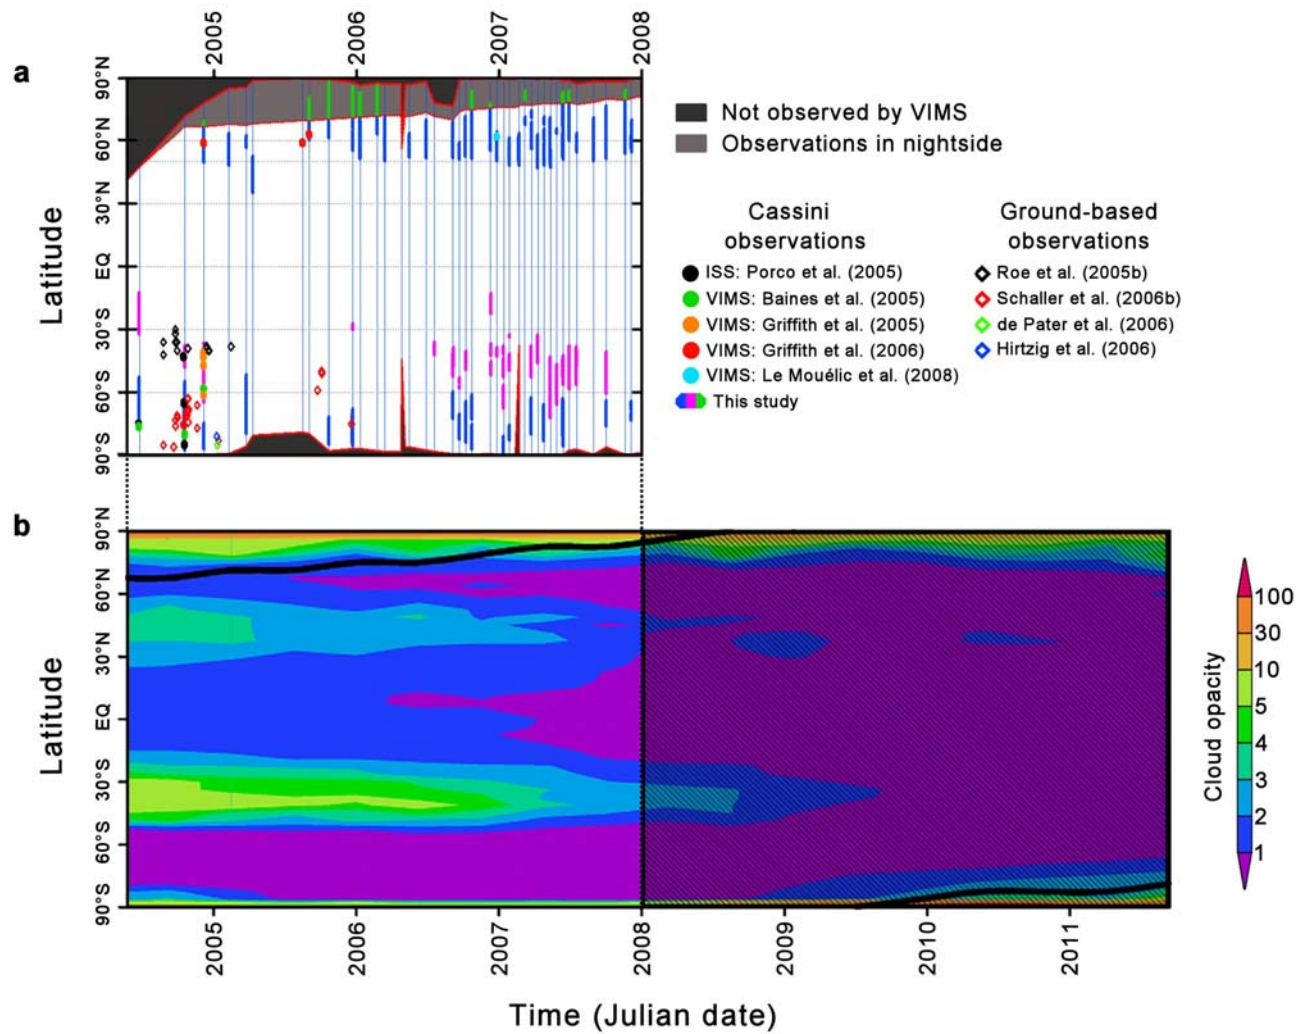 2005 2006 2007 2008
a
90°N
60°N
30°N
EQ
30°S
60°S
90°S
Latitude
Not observed by VIMS
Observations in nightside
Cassini
observations
ISS: Porco et al. (2005)
VIMS: Baines et al. (2005)
VIMS: Griffith et al. (2005)
VIMS: Griffith et al. (2006)
VIMS: Le Mouélic et al. (2008)
This study
Ground-based
observations
Roe et al. (2005b)
Schaller et al. (2006b)
de Pater et al. (2006)
Hirtzig et al. (2006)
b
90°N
60°N
30°N
EQ
30°S
60°S
90°S
Latitude
2005 2006 2007 2008 2009 2010 2011
Time (Julian date)
Cloud opacity
100
30
10
5
4
3
2
1